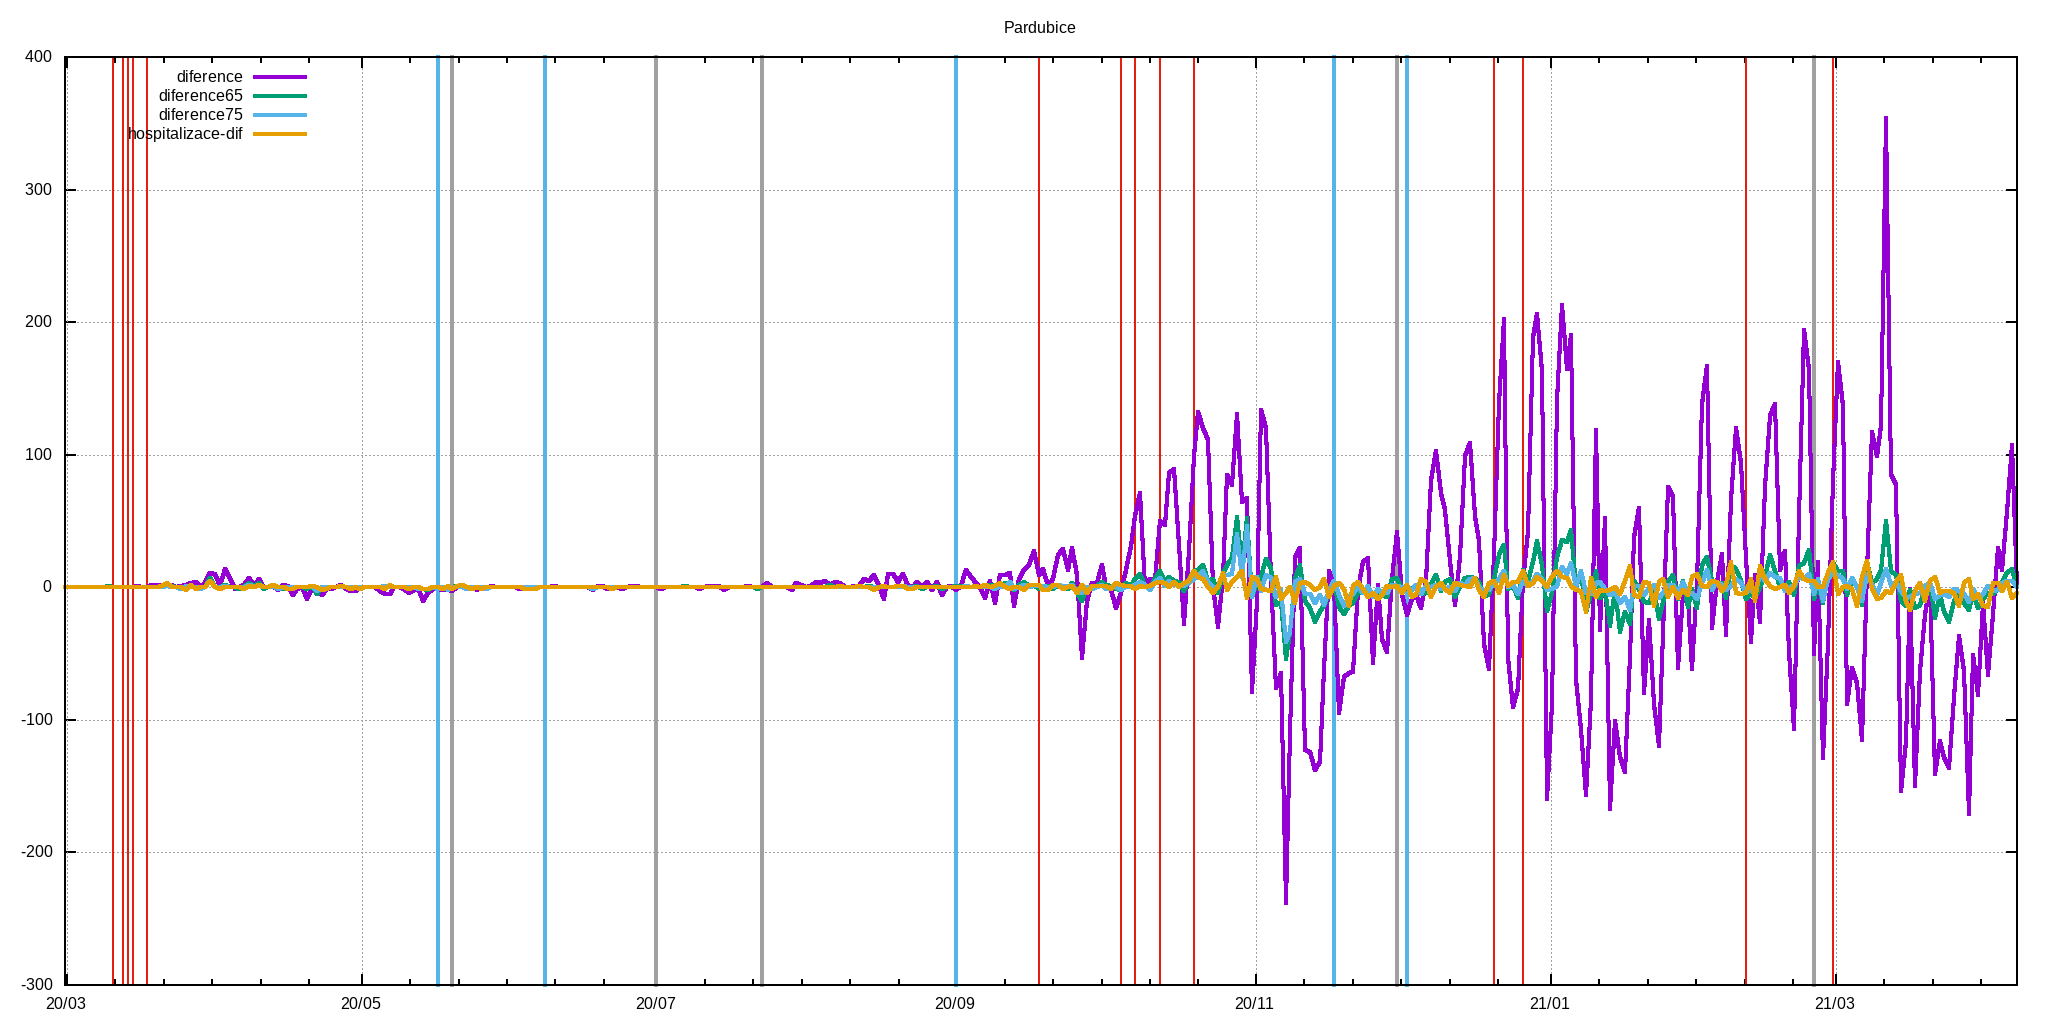 Pardubice
400
300
200
100
0
-100
-200
-300
diference
diference65
diference75
hospitalizace-dif
20/03 20/05 20/07 20/09 20/11 21/01 21/03